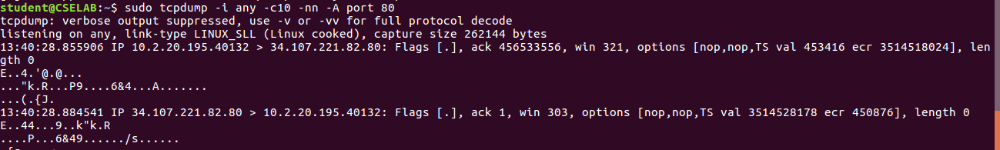 student@CSELAB:~$ sudo tcpdump -i any -c10 -nn -A port 80
tcpdump: verbose output suppressed, use -v or -vv for full protocol decode
listening on any, link-type LINUX_SLL (Linux cooked), capture size 262144 bytes
13:40:28.855906 IP 10.2.20.195.40132 > 34.107.221.82.80: Flags [.], ack 456533556, win 321, options [nop,nop,TS val 453416 ecr 3514518024], len
gth 0
E..4.'@.@...
..."k.R...P9....6&4...A.......
...(.{J.
13:40:28.884541 IP 34.107.221.82.80 > 10.2.20.195.40132: Flags [.], ack 1, win 303, options [nop,nop,TS val 3514528178 ecr 450876], length 0
E..44...9..k"k.R
....P...6&49....../s......